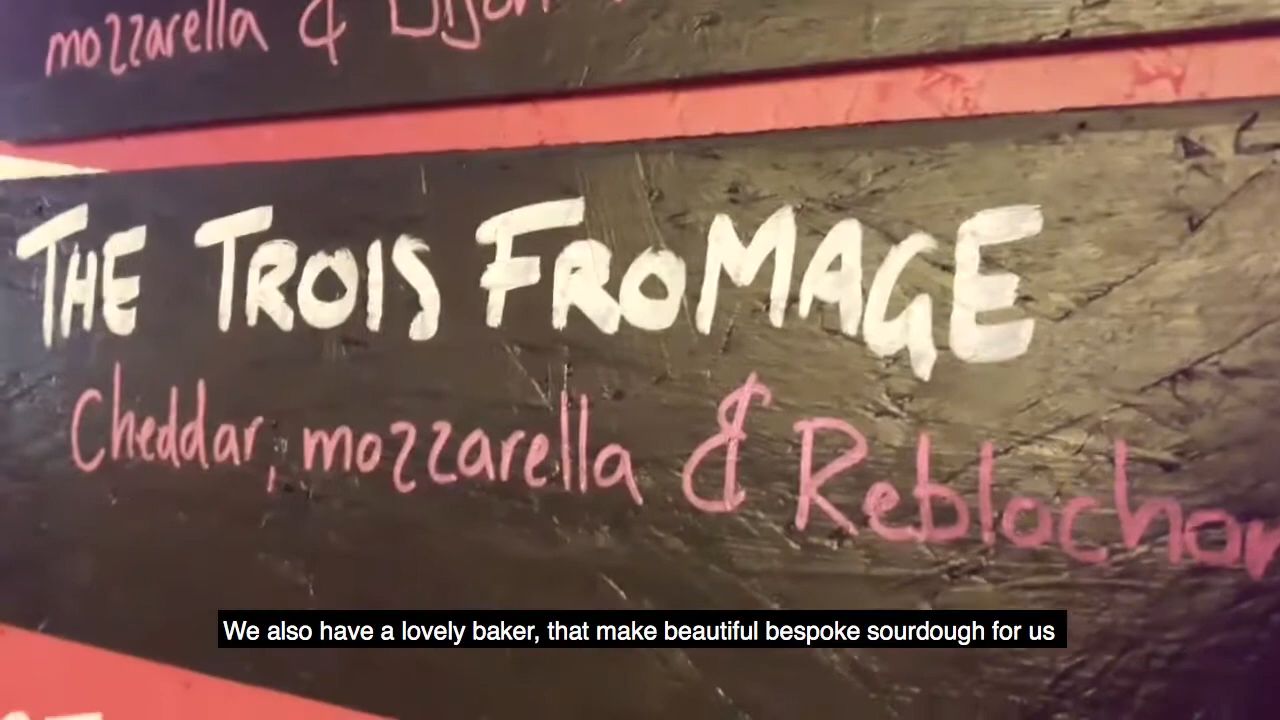 mozzarella & Dijon
THE TROIS FROMAGE
Cheddar, mozzarella & Reblochon
We also have a lovely baker, that make beautiful bespoke sourdough for us